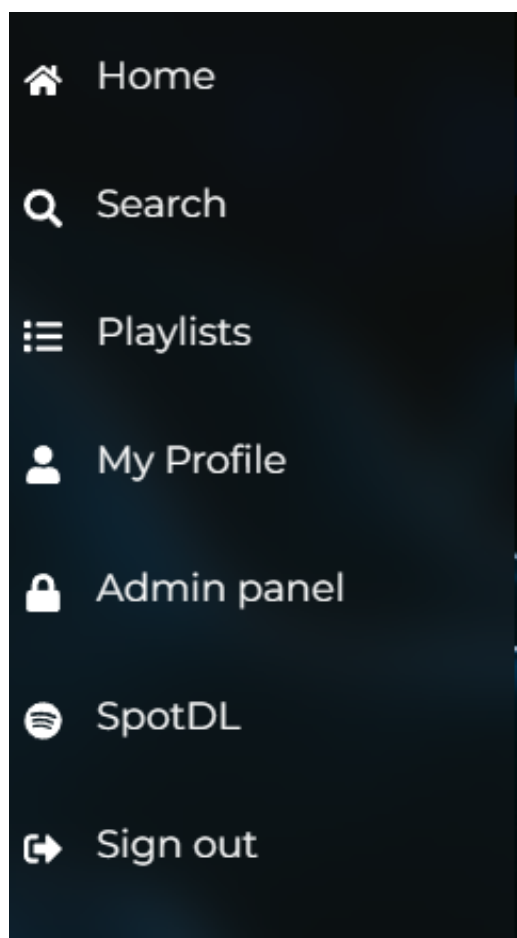 Home
Search
Playlists
My Profile
Admin panel
SpotDL
Sign out